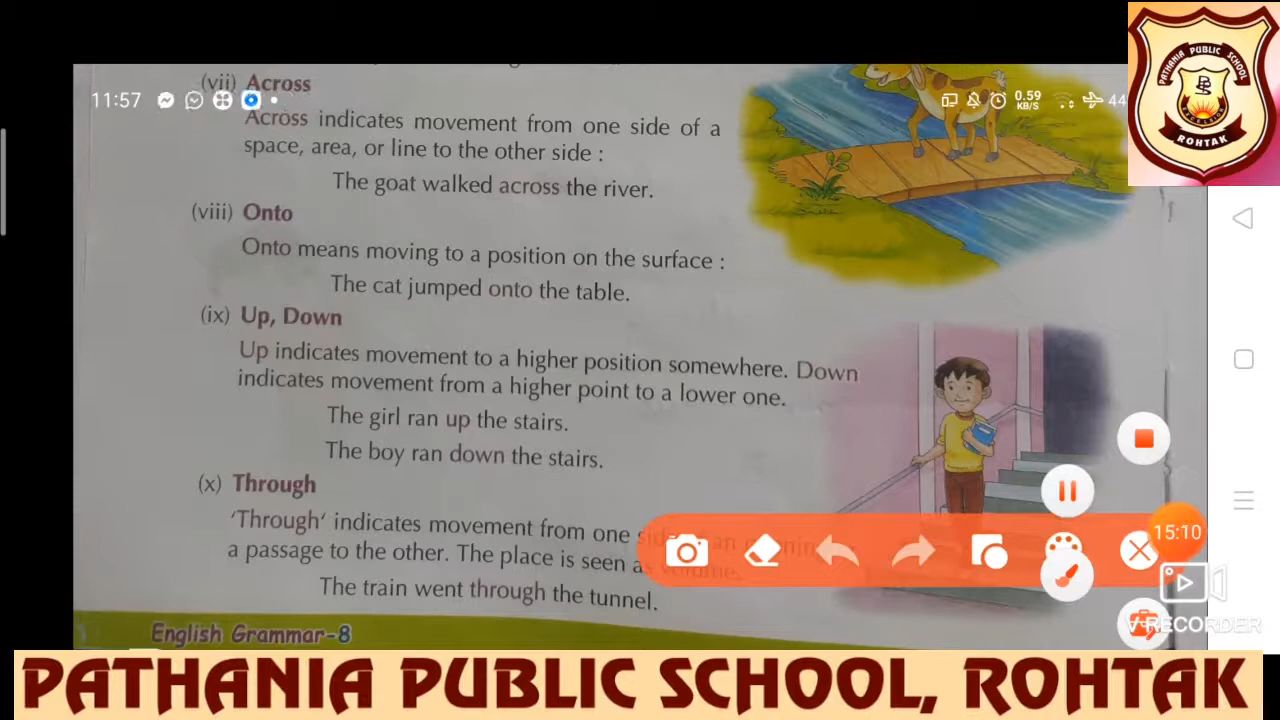 (vii) Across
11:57
0.59
KB/S
44
Across indicates movement from one side of a
space, area, or line to the other side :
The goat walked across the river.
(viii) Onto
Onto means moving to a position on the surface :
The cat jumped onto the table.
(ix) Up, Down
Up indicates movement to a higher position somewhere. Down
indicates movement from a higher point to a lower one.
The girl ran up the stairs.
The boy ran down the stairs.
(x) Through
'Through' indicates movement from one side
a passage to the other. The place is seen as volume.
The train went through the tunnel.
English Grammar-8
PATHANIA PUBLIC SCHOOL
ROHTAK
15:10
V RECORDER
PATHANIA PUBLIC SCHOOL, ROHTAK